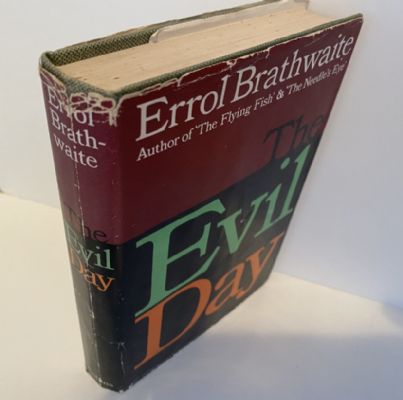 Errol Brathwaite
Author of 'The Flying Fish' & 'The Needle's Eye'
The
Evil
Day
Errol
Brath-
waite
The
Evil
Day